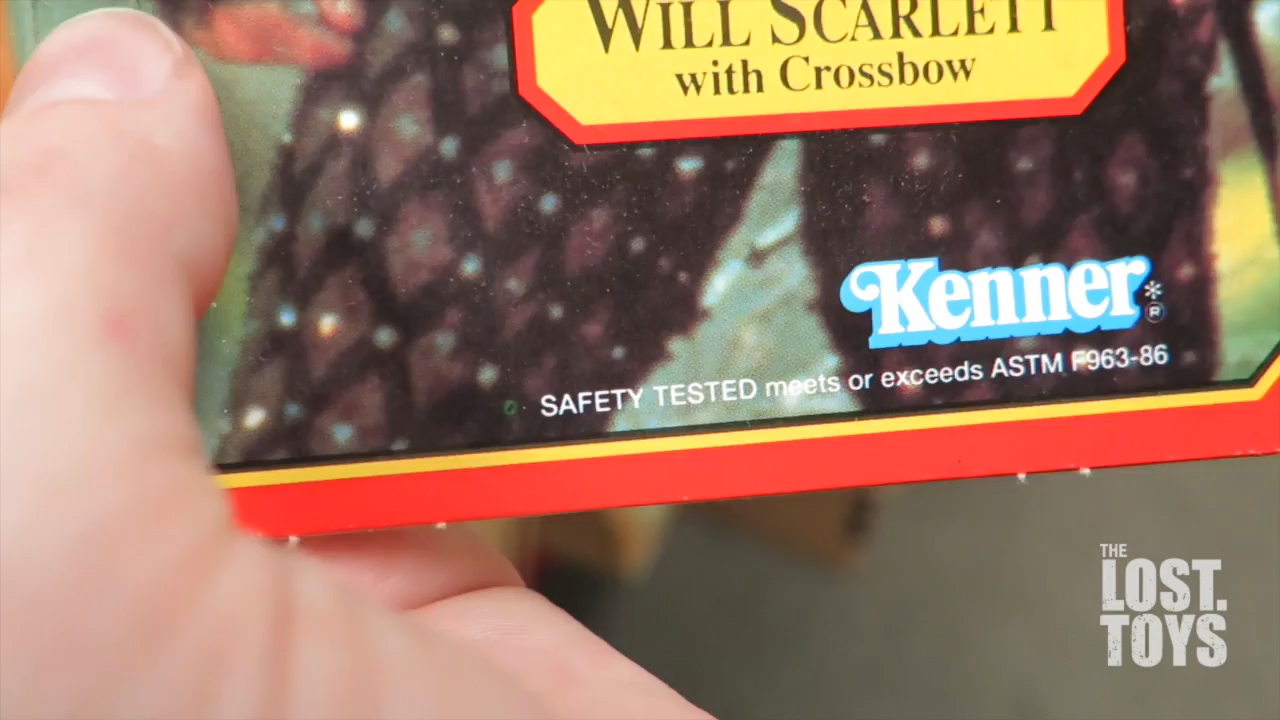 WILL SCARLETT
with Crossbow
Kenner*®
SAFETY TESTED meets or exceeds ASTM F963-86
THE
LOST.
TOYS